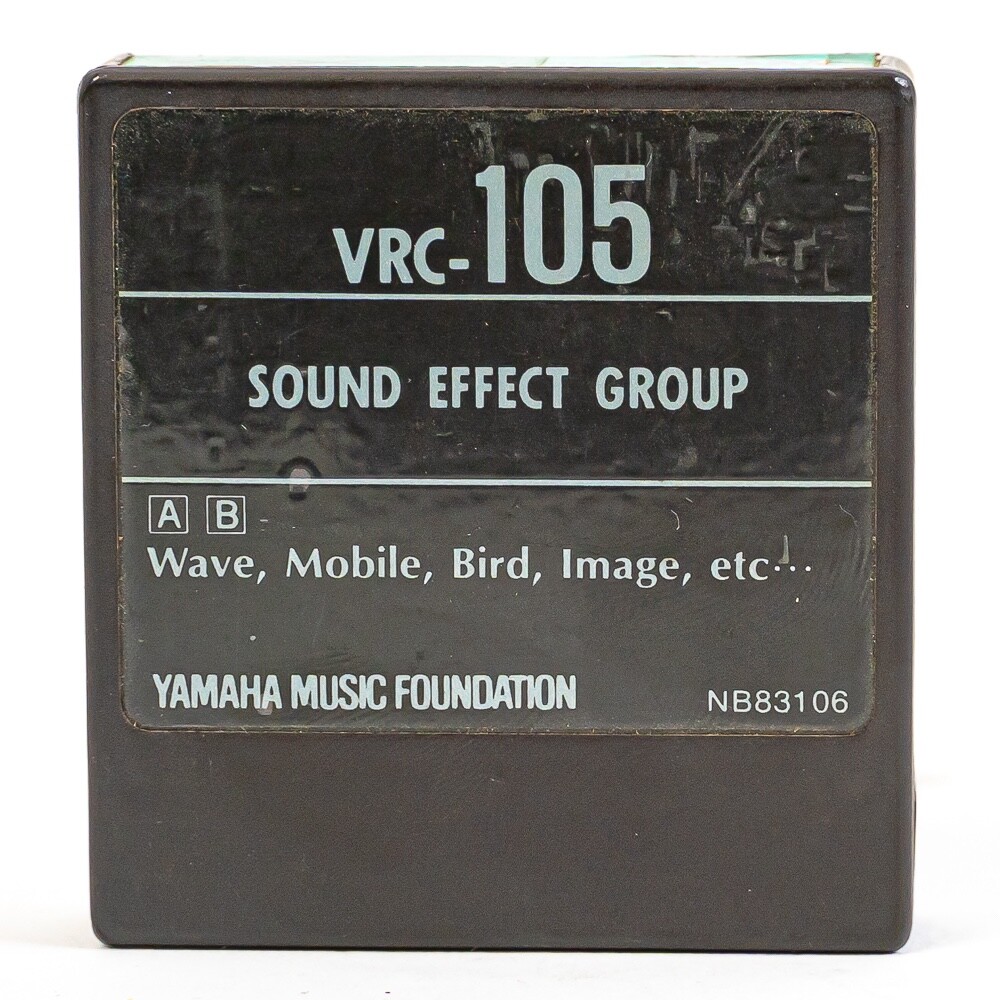 VRC-105
SOUND EFFECT GROUP
A B
Wave, Mobile, Bird, Image, etc···
YAMAHA MUSIC FOUNDATION NB83106